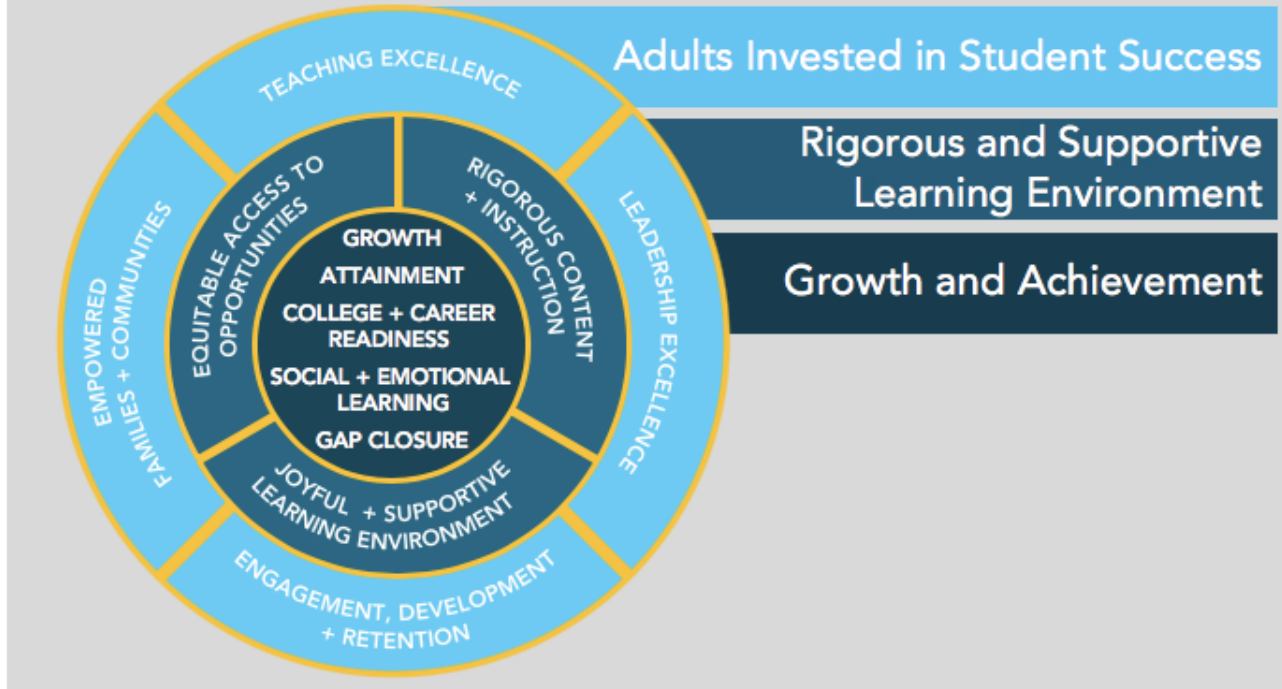 TEACHING EXCELLENCE
Adults Invested in Student Success
Rigorous and Supportive
Learning Environment
Growth and Achievement
LEADERSHIP EXCELLENCE
ENGAGEMENT, DEVELOPMENT
+ RETENTION
EMPOWERED
FAMILIES + COMMUNITIES
EQUITABLE ACCESS TO
OPPORTUNITIES
RIGOROUS CONTENT
+ INSTRUCTION
JOYFUL + SUPPORTIVE
LEARNING ENVIRONMENT
GROWTH
ATTAINMENT
COLLEGE + CAREER
READINESS
SOCIAL + EMOTIONAL
LEARNING
GAP CLOSURE